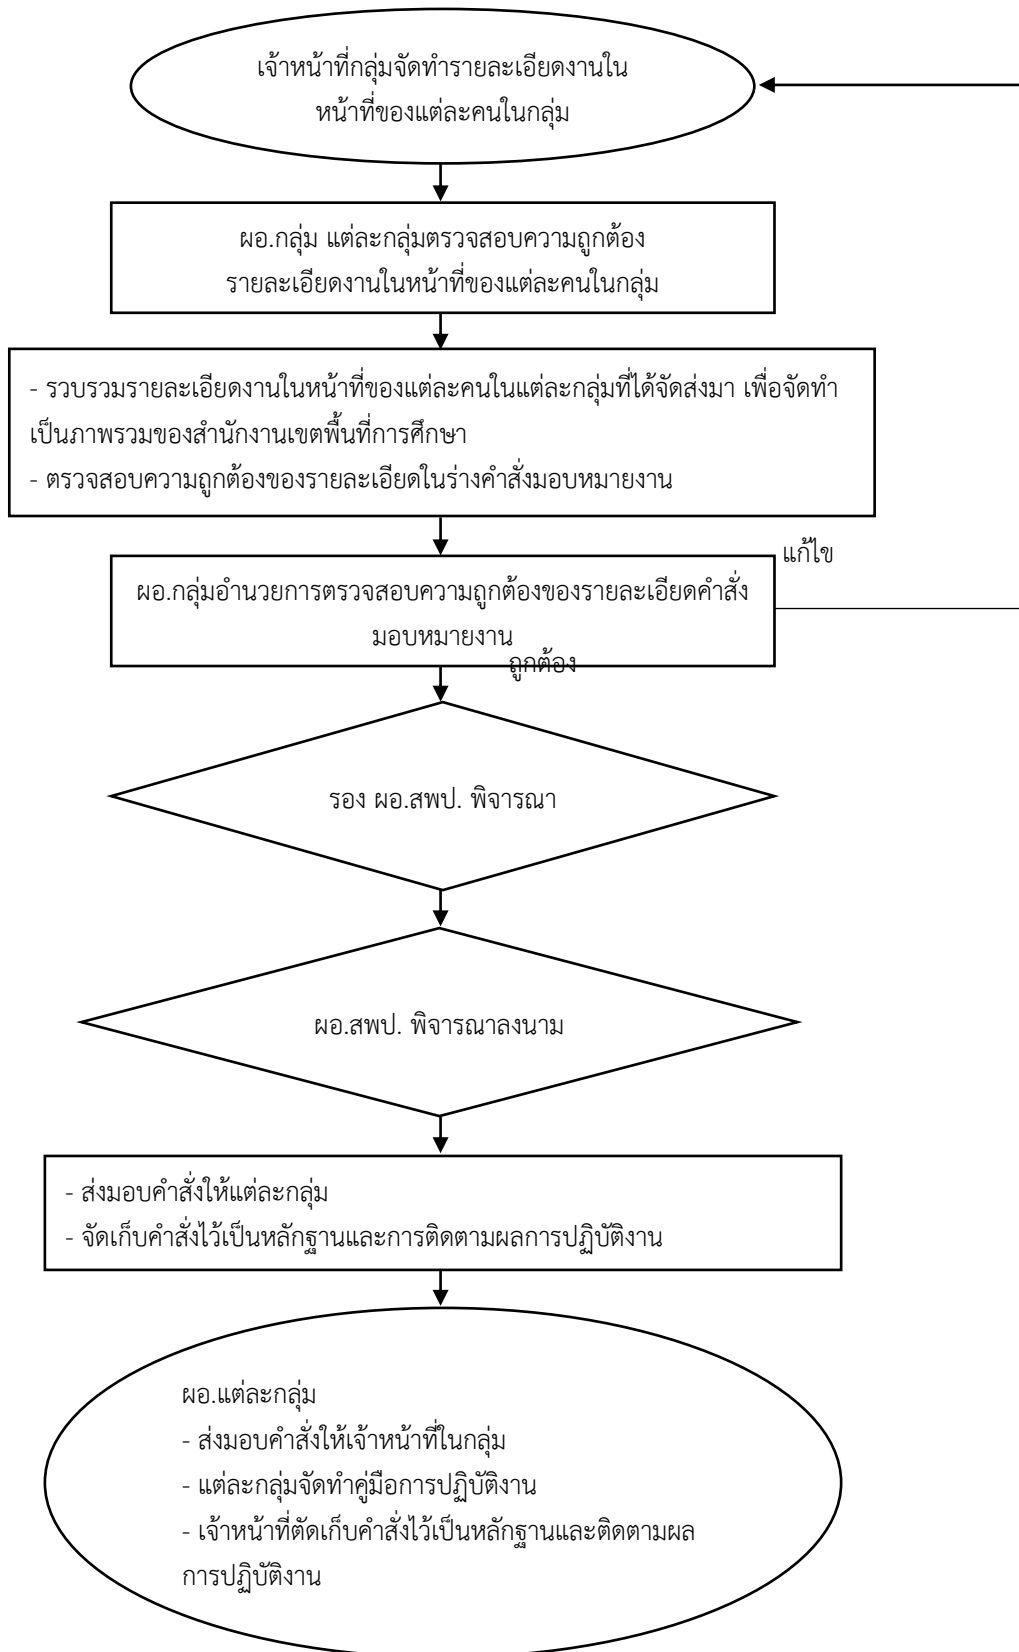 เจ้าหน้าที่กลุ่มจัดทำรายละเอียดงานใน
หน้าที่ของแต่ละคนในกลุ่ม
ผอ.กลุ่ม แต่ละกลุ่มตรวจสอบความถูกต้อง
รายละเอียดงานในหน้าที่ของแต่ละคนในกลุ่ม
- รวบรวมรายละเอียดงานในหน้าที่ของแต่ละคนในแต่ละกลุ่มที่ได้จัดส่งมา เพื่อจัดทำ
เป็นภาพรวมของสำนักงานเขตพื้นที่การศึกษา
- ตรวจสอบความถูกต้องของรายละเอียดในร่างคำสั่งมอบหมายงาน
แก้ไข
ผอ.กลุ่มอำนวยการตรวจสอบความถูกต้องของรายละเอียดคำสั่ง
มอบหมายงาน
ถูกต้อง
รอง ผอ.สพป. พิจารณา
ผอ.สพป. พิจารณาลงนาม
- ส่งมอบคำสั่งให้แต่ละกลุ่ม
- จัดเก็บคำสั่งไว้เป็นหลักฐานและการติดตามผลการปฏิบัติงาน
ผอ.แต่ละกลุ่ม
- ส่งมอบคำสั่งให้เจ้าหน้าที่ในกลุ่ม
- แต่ละกลุ่มจัดทำคู่มือการปฏิบัติงาน
- เจ้าหน้าที่ตัดเก็บคำสั่งไว้เป็นหลักฐานและติดตามผล
การปฏิบัติงาน